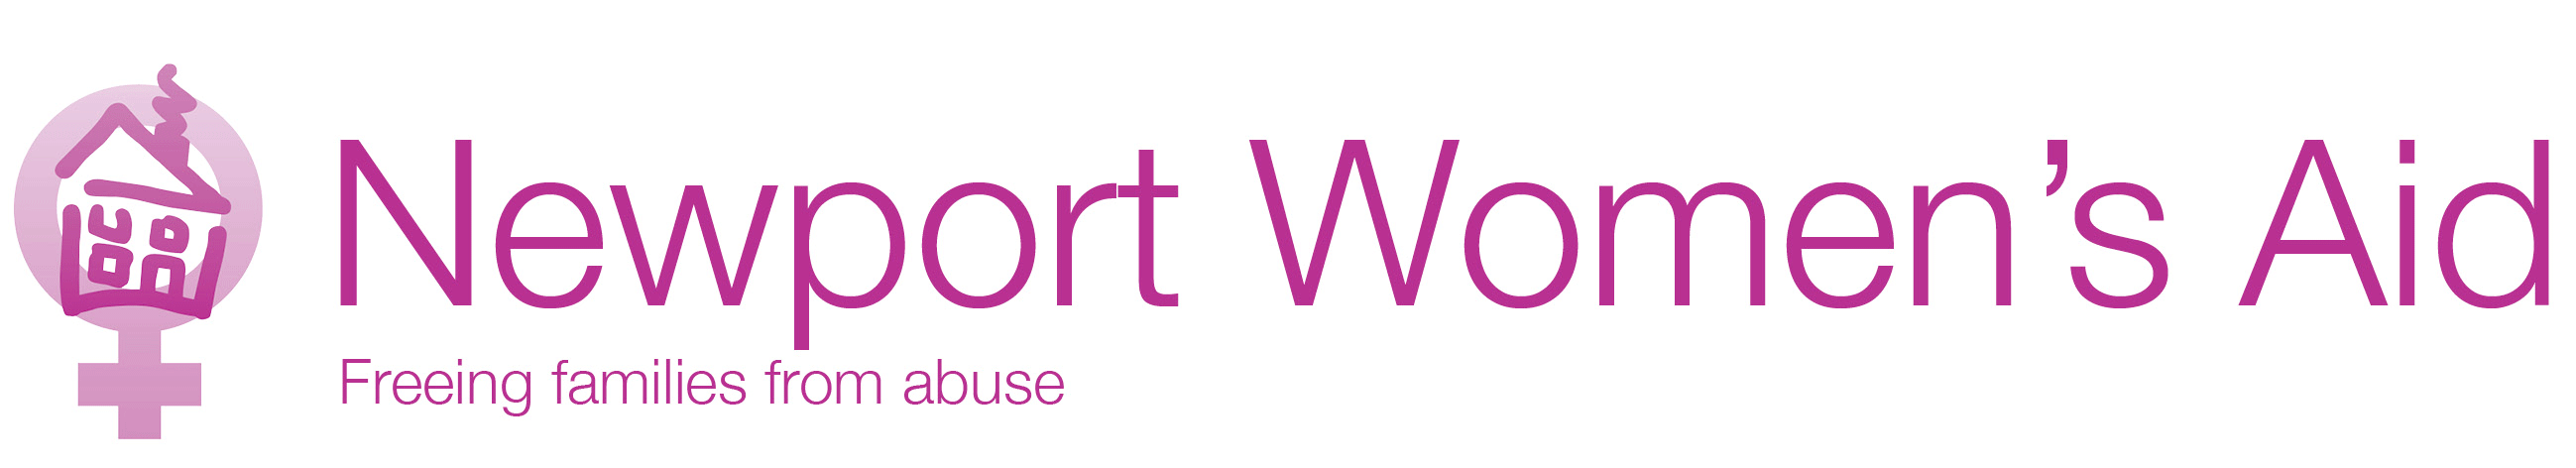 Newport Women’s Aid
Freeing families from abuse